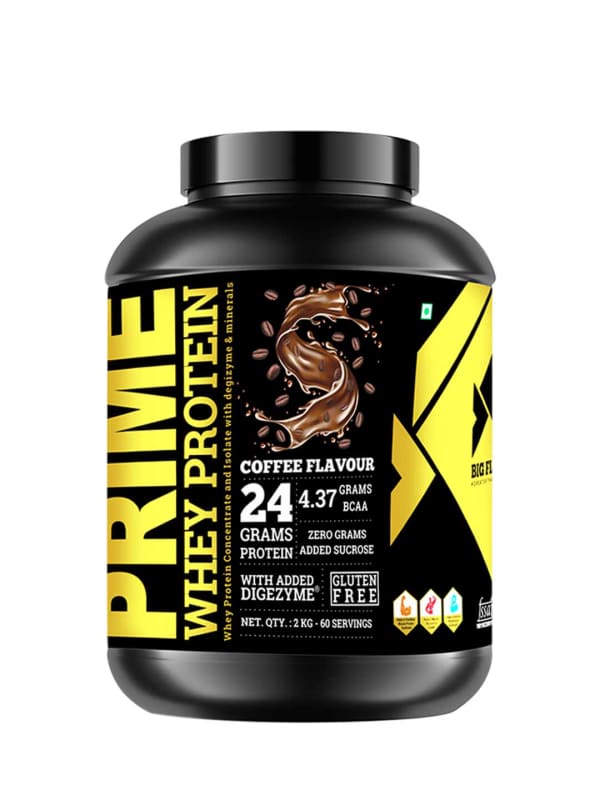 PRIME
WHEY PROTEIN
Whey Protein Concentrate and Isolate with degizyme & minerals
COFFEE FLAVOUR
24
GRAMS
PROTEIN
4.37 GRAMS
BCAA
ZERO GRAMS
ADDED SUCROSE
WITH ADDED
DIGEZYME®
GLUTEN
FREE
NET. QTY. : 2 KG - 60 SERVINGS
BIG